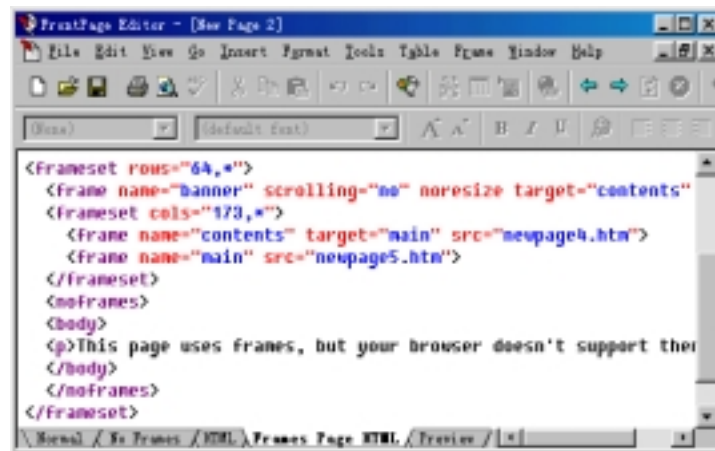 FrontPage Editor - [New Page 2]
File Edit View Go Insert Format Tools Table Frame Window Help
(None) (default font) A A B I U
<frameset rows="64,*">
<frame name="banner" scrolling="no" noresize target="contents"
<frameset cols="173,*">
<frame name="contents" target="main" src="newpage4.htm">
<frame name="main" src="newpage5.htm">
</frameset>
<noframes>
<body>
<p>This page uses frames, but your browser doesn't support the
</body>
</noframes>
</frameset>
Normal / No Frames / HTML \ Frames Page HTML / Preview /